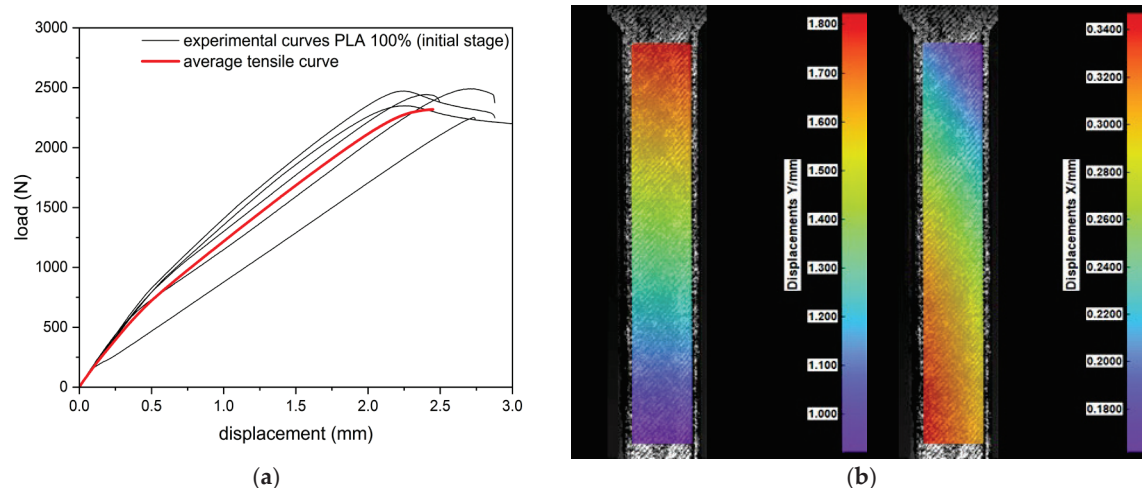 3000
2500
2000
1500
1000
500
0
load (N)
experimental curves PLA 100% (initial stage)
average tensile curve
0.0 0.5 1.0 1.5 2.0 2.5 3.0
displacement (mm)
(a)
Displacements Y/mm
1.800
1.700
1.600
1.500
1.400
1.300
1.200
1.100
1.000
Displacements X/mm
0.3400
0.3200
0.3000
0.2800
0.2600
0.2400
0.2200
0.2000
0.1800
(b)